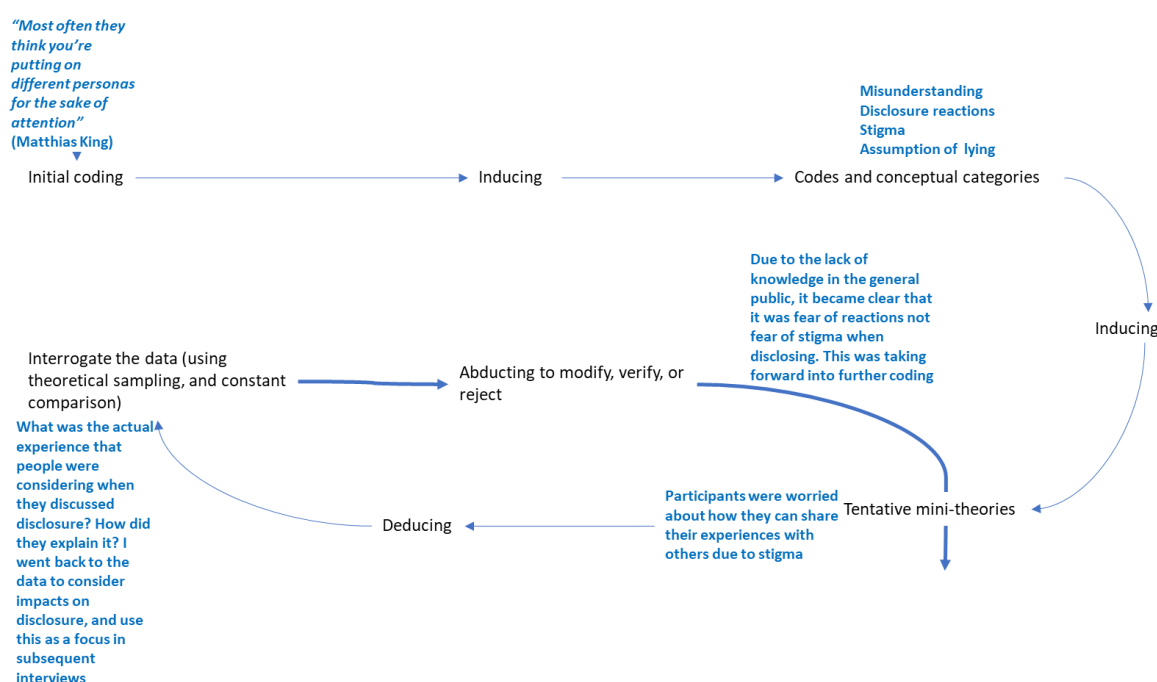 “Most often they
think you’re
putting on
different personas
for the sake of
attention”
(Matthias King)
Initial coding
Inducing
Misunderstanding
Disclosure reactions
Stigma
Assumption of lying
Codes and conceptual categories
Inducing
Due to the lack of
knowledge in the general
public, it became clear that
it was fear of reactions not
fear of stigma when
disclosing. This was taking
forward into further coding
Interrogate the data (using
theoretical sampling, and constant
comparison)
Abducting to modify, verify, or
reject
What was the actual
experience that
people were
considering when
they discussed
disclosure? How did
they explain it? I
went back to the
data to consider
impacts on
disclosure, and use
this as a focus in
subsequent
interviews
Deducing
Participants were worried
about how they can share
their experiences with
others due to stigma
Tentative mini-theories